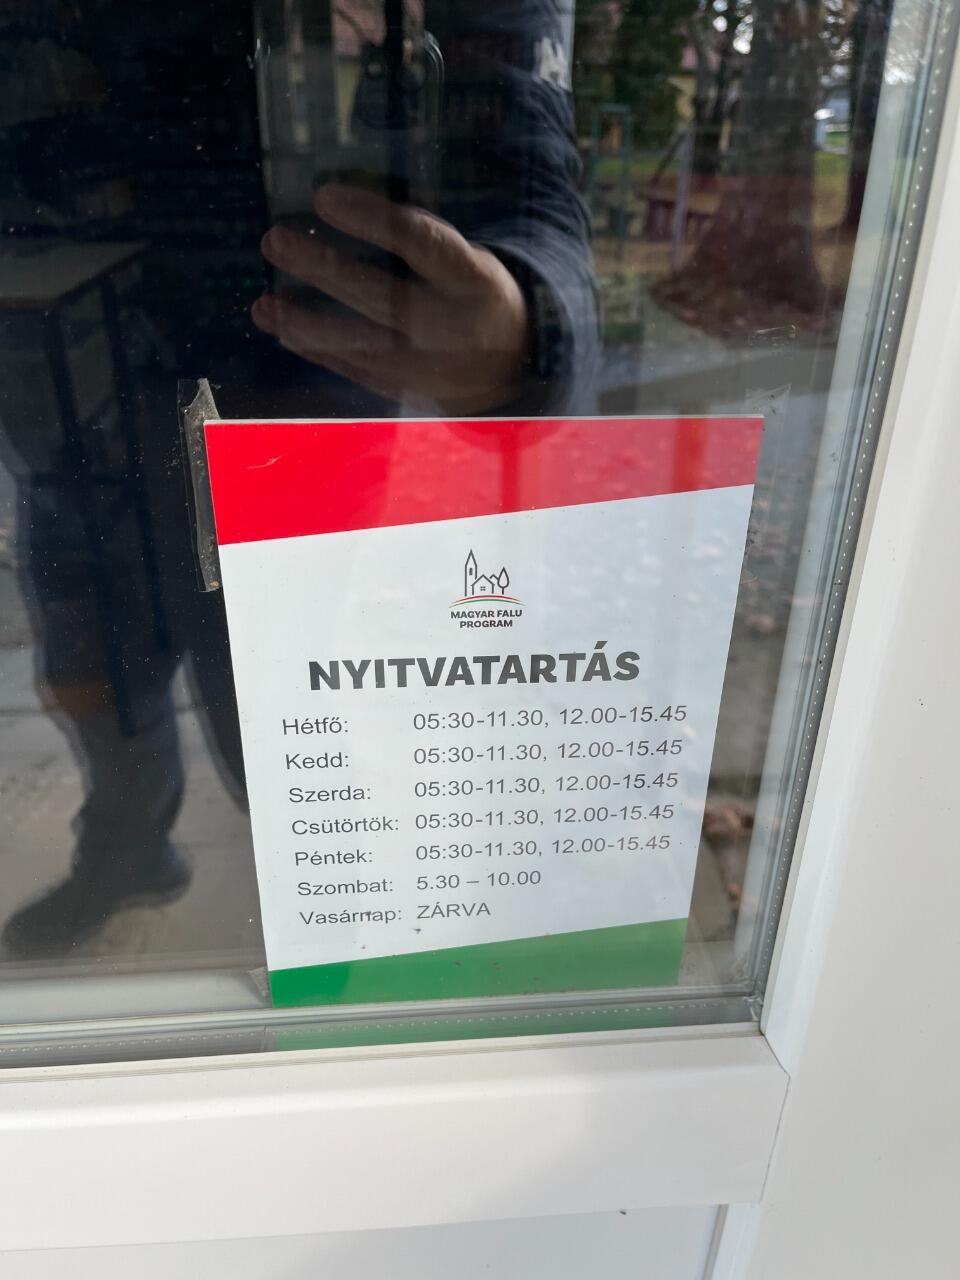 MAGYAR FALU
PROGRAM
NYITVATARTÁS
Hétfő: 05:30-11.30, 12.00-15.45
Kedd: 05:30-11.30, 12.00-15.45
Szerda: 05:30-11.30, 12.00-15.45
Csütörtök: 05:30-11.30, 12.00-15.45
Péntek: 05:30-11.30, 12.00-15.45
Szombat: 5.30 – 10.00
Vasárnap: ZÁRVA